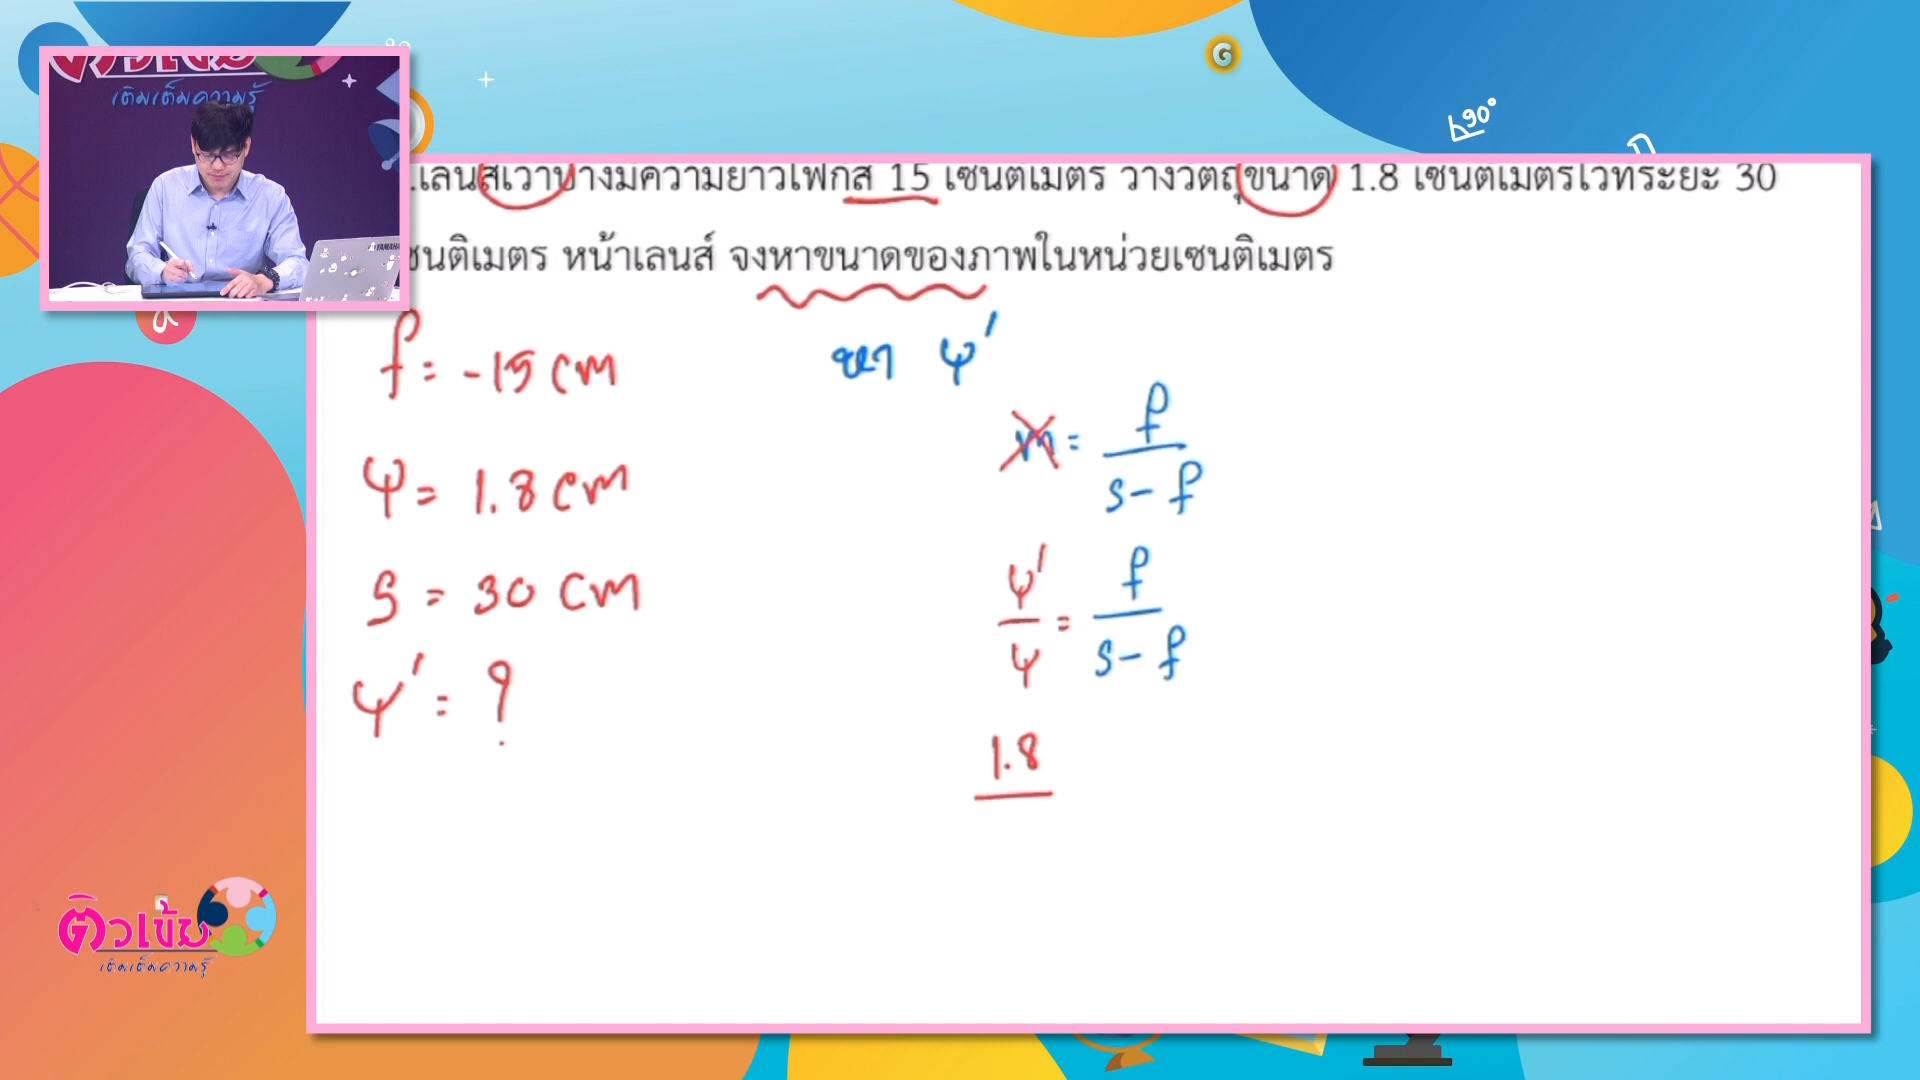 ติวเข้ม
เติมเต็มความรู้
90°
YAMAHA
.เลนส์เว้าบางมีความยาวโฟกัส 15 เซนติเมตร วางวัตถุขนาด 1.8 เซนติเมตรไว้ที่ระยะ 30
ซนติเมตร หน้าเลนส์ จงหาขนาดของภาพในหน่วยเซนติเมตร
f = -15 cm
หา y'
m = f / s - f
y = 1.8 cm
s = 30 cm
y' / y = f / s - f
y' = ?
1.8
ติวเข้ม
เติมเต็มความรู้